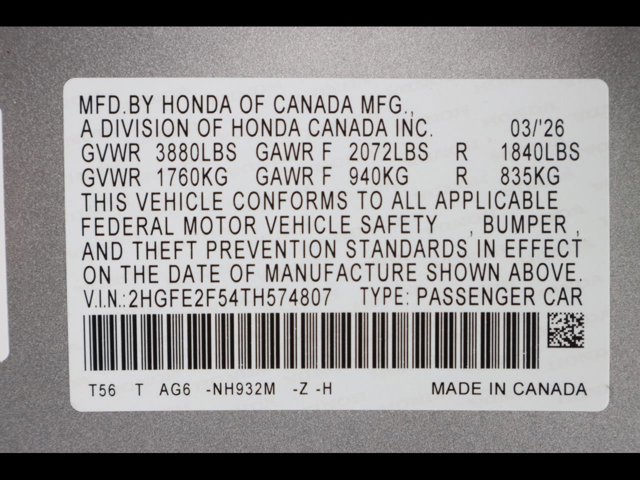 MFD.BY HONDA OF CANADA MFG.,
A DIVISION OF HONDA CANADA INC. 03/'26
GVWR 3880LBS GAWR F 2072LBS R 1840LBS
GVWR 1760KG GAWR F 940KG R 835KG
THIS VEHICLE CONFORMS TO ALL APPLICABLE
FEDERAL MOTOR VEHICLE SAFETY , BUMPER ,
AND THEFT PREVENTION STANDARDS IN EFFECT
ON THE DATE OF MANUFACTURE SHOWN ABOVE.
V.I.N.:2HGFE2F54TH574807 TYPE: PASSENGER CAR
T56 T AG6 -NH932M -Z -H MADE IN CANADA